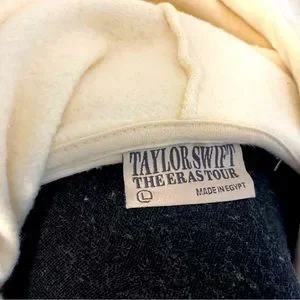 TAYLOR SWIFT
THE ERAS TOUR
L
MADE IN EGYPT